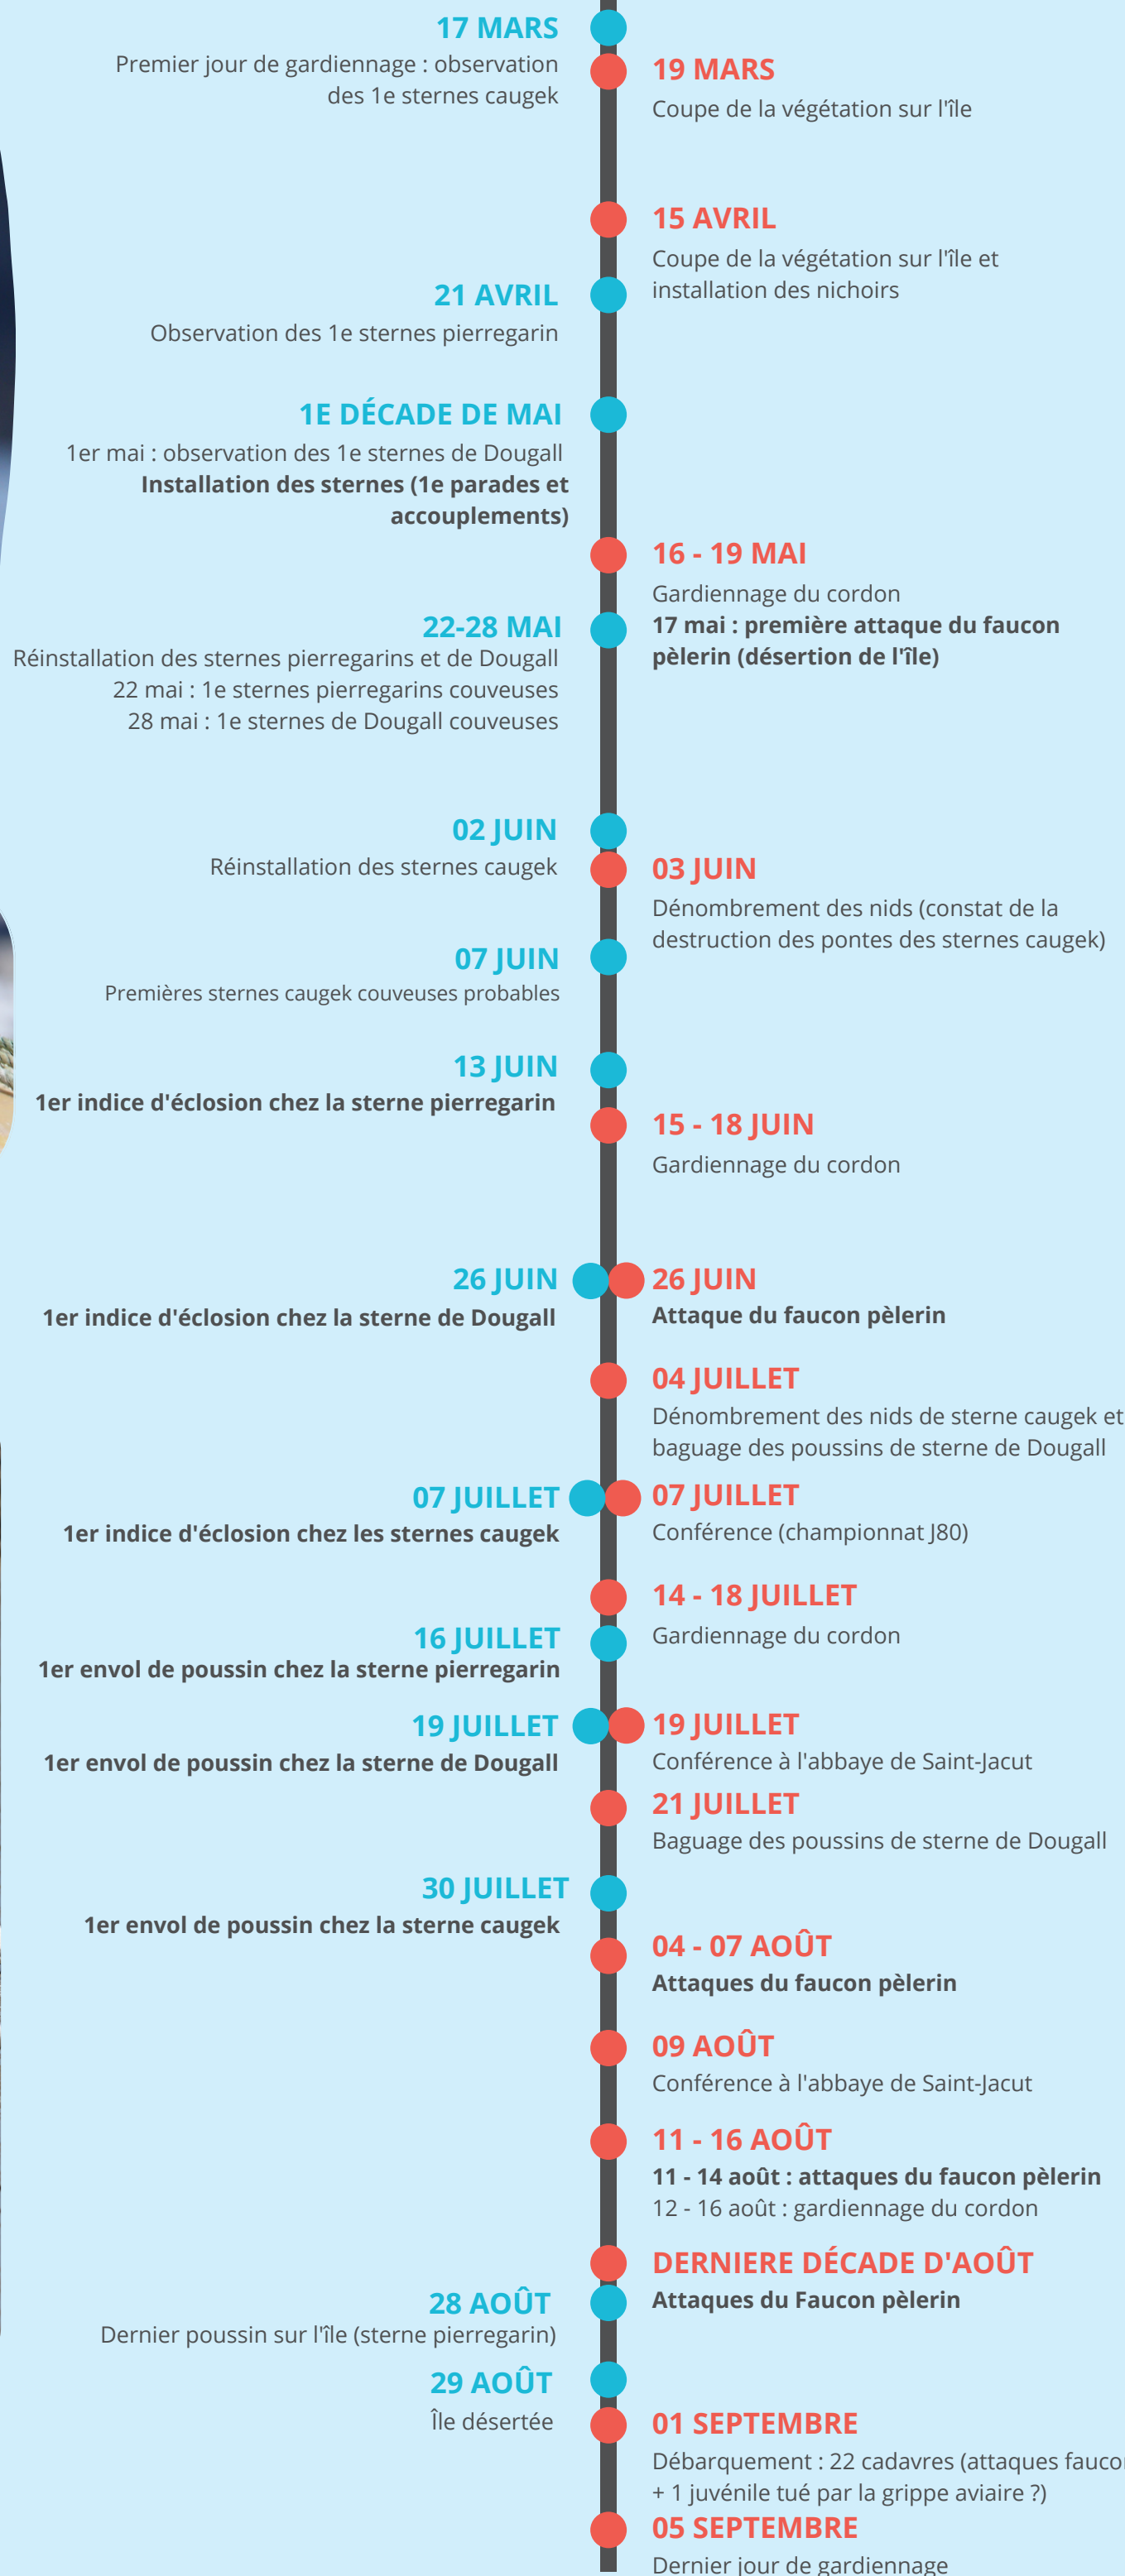 17 MARS
Premier jour de gardiennage : observation
des 1e sternes caugek
19 MARS
Coupe de la végétation sur l'île
15 AVRIL
Coupe de la végétation sur l'île et
installation des nichoirs
21 AVRIL
Observation des 1e sternes pierregarin
1E DÉCADE DE MAI
1er mai : observation des 1e sternes de Dougall
Installation des sternes (1e parades et
accouplements)
16 - 19 MAI
Gardiennage du cordon
17 mai : première attaque du faucon
pèlerin (désertion de l'île)
22-28 MAI
Réinstallation des sternes pierregarins et de Dougall
22 mai : 1e sternes pierregarins couveuses
28 mai : 1e sternes de Dougall couveuses
02 JUIN
Réinstallation des sternes caugek
03 JUIN
Dénombrement des nids (constat de la
destruction des pontes des sternes caugek)
07 JUIN
Premières sternes caugek couveuses probables
13 JUIN
1er indice d'éclosion chez la sterne pierregarin
15 - 18 JUIN
Gardiennage du cordon
26 JUIN
1er indice d'éclosion chez la sterne de Dougall
26 JUIN
Attaque du faucon pèlerin
04 JUILLET
Dénombrement des nids de sterne caugek et
baguage des poussins de sterne de Dougall
07 JUILLET
1er indice d'éclosion chez les sternes caugek
07 JUILLET
Conférence (championnat J80)
14 - 18 JUILLET
Gardiennage du cordon
16 JUILLET
1er envol de poussin chez la sterne pierregarin
19 JUILLET
1er envol de poussin chez la sterne de Dougall
19 JUILLET
Conférence à l'abbaye de Saint-Jacut
21 JUILLET
Baguage des poussins de sterne de Dougall
30 JUILLET
1er envol de poussin chez la sterne caugek
04 - 07 AOÛT
Attaques du faucon pèlerin
09 AOÛT
Conférence à l'abbaye de Saint-Jacut
11 - 16 AOÛT
11 - 14 août : attaques du faucon pèlerin
12 - 16 août : gardiennage du cordon
DERNIERE DÉCADE D'AOÛT
Attaques du Faucon pèlerin
28 AOÛT
Dernier poussin sur l'île (sterne pierregarin)
29 AOÛT
Île désertée
01 SEPTEMBRE
Débarquement : 22 cadavres (attaques faucon
+ 1 juvénile tué par la grippe aviaire ?)
05 SEPTEMBRE
Dernier jour de gardiennage